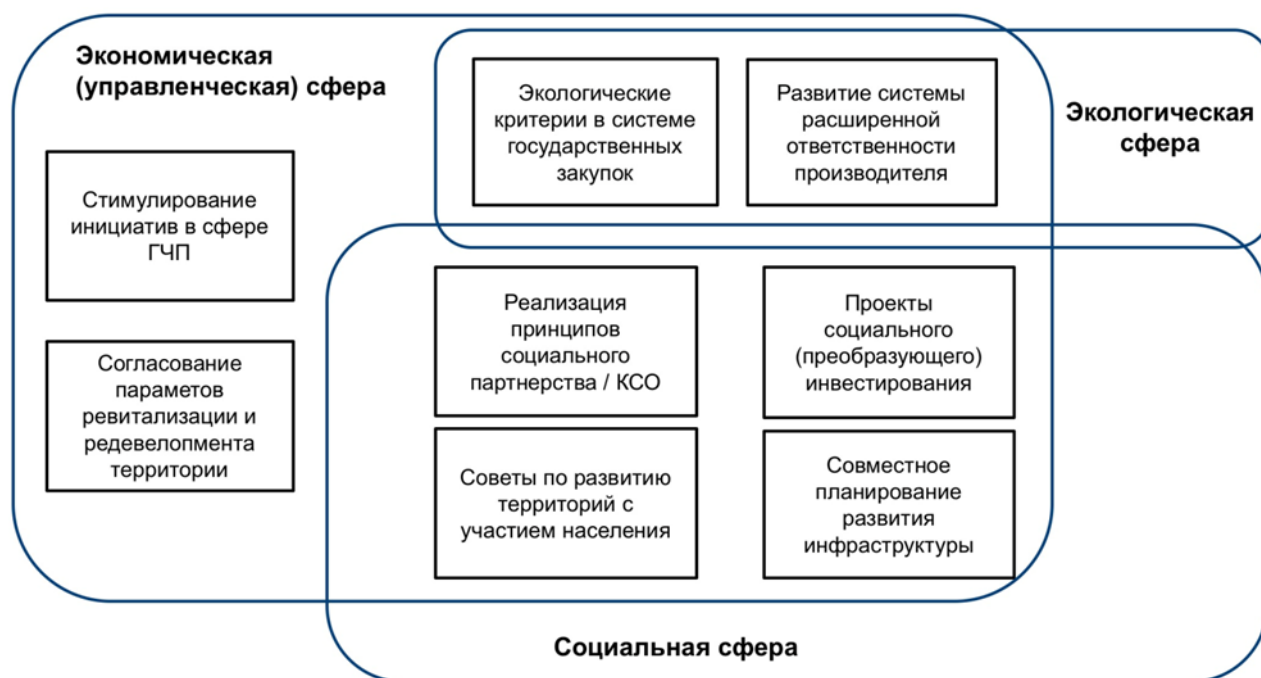 Экономическая
(управленческая) сфера
Экологические
критерии в системе
государственных
закупок
Развитие системы
расширенной
ответственности
производителя
Экологическая
сфера
Стимулирование
инициатив в сфере
ГЧП
Согласование
параметов
ревитализации и
редевелопмента
территории
Реализация
принципов
социального
партнерства / КСО
Проекты
социального
(преобразующего)
инвестирования
Советы по развитию
территорий с
участием населения
Совместное
планирование
развития
инфраструктуры
Социальная сфера